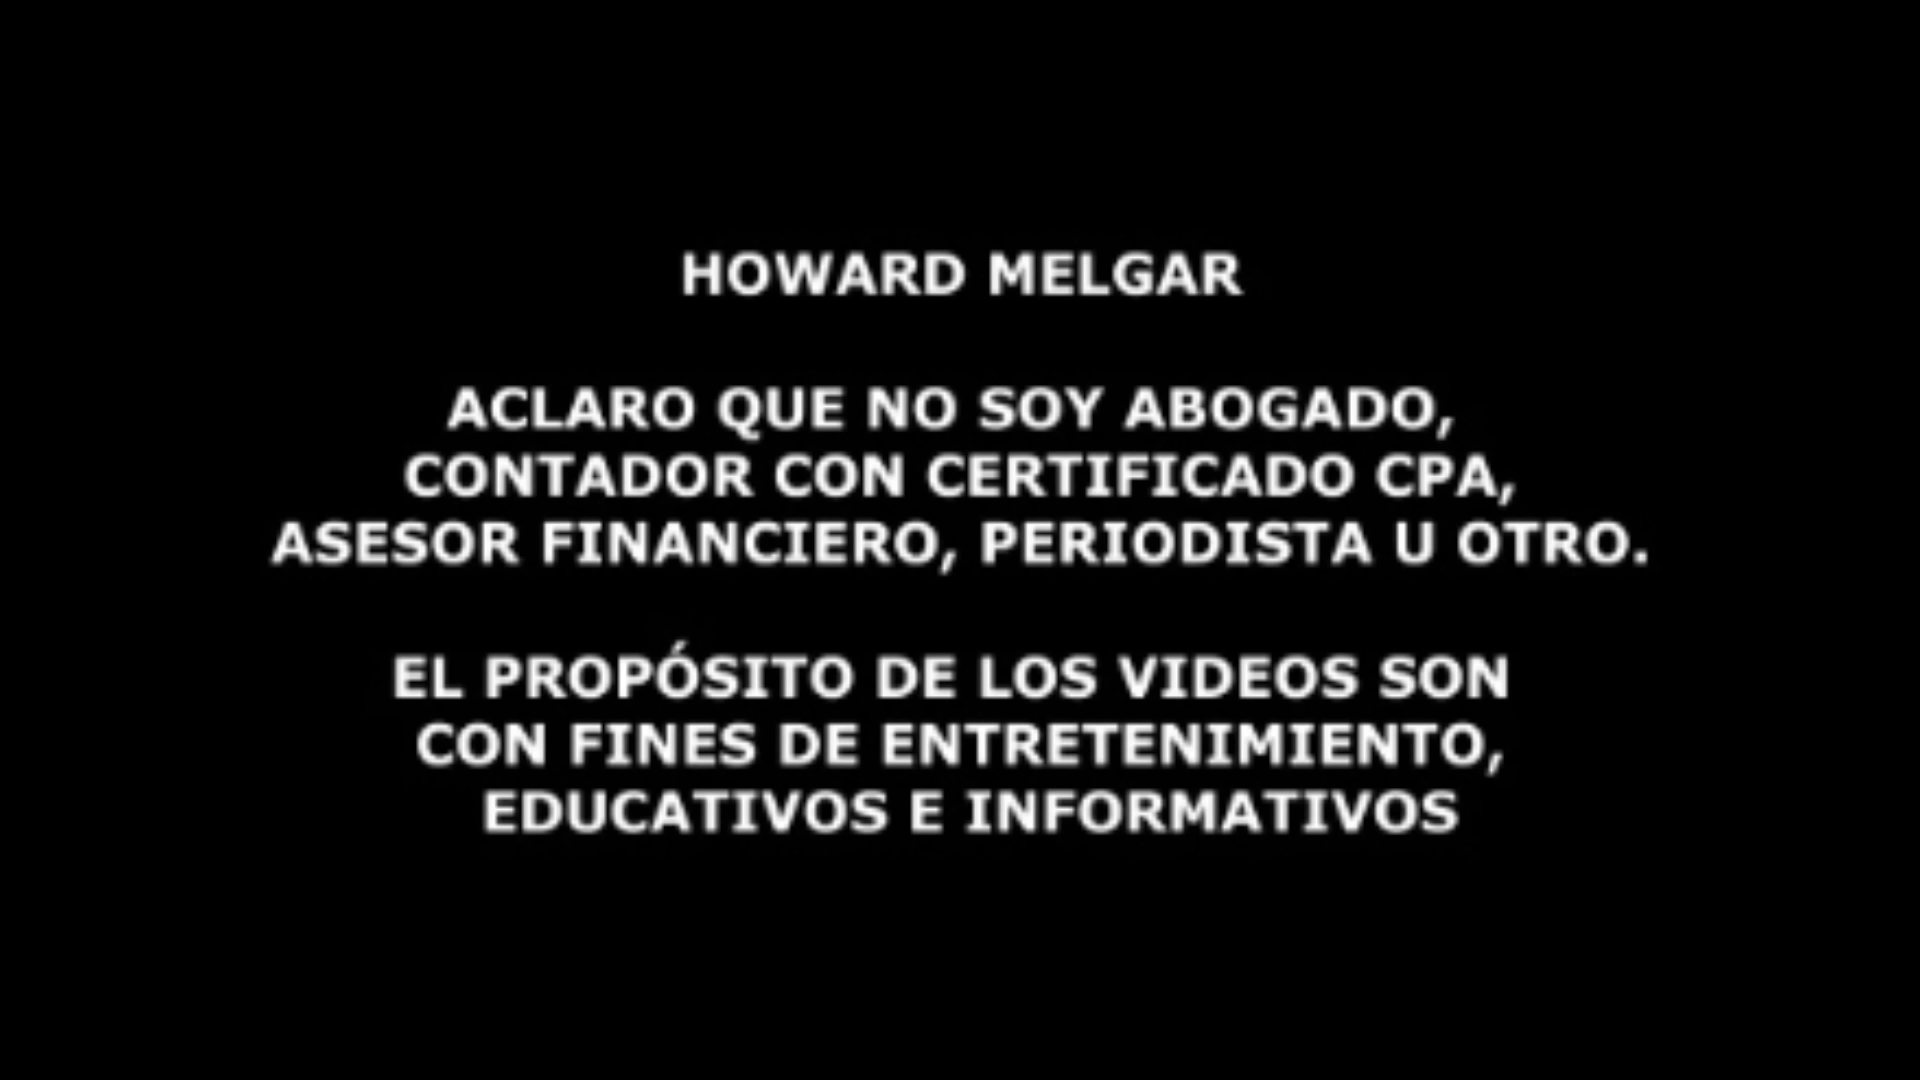 HOWARD MELGAR
ACLARO QUE NO SOY ABOGADO,
CONTADOR CON CERTIFICADO CPA,
ASESOR FINANCIERO, PERIODISTA U OTRO.
EL PROPÓSITO DE LOS VIDEOS SON
CON FINES DE ENTRETENIMIENTO,
EDUCATIVOS E INFORMATIVOS